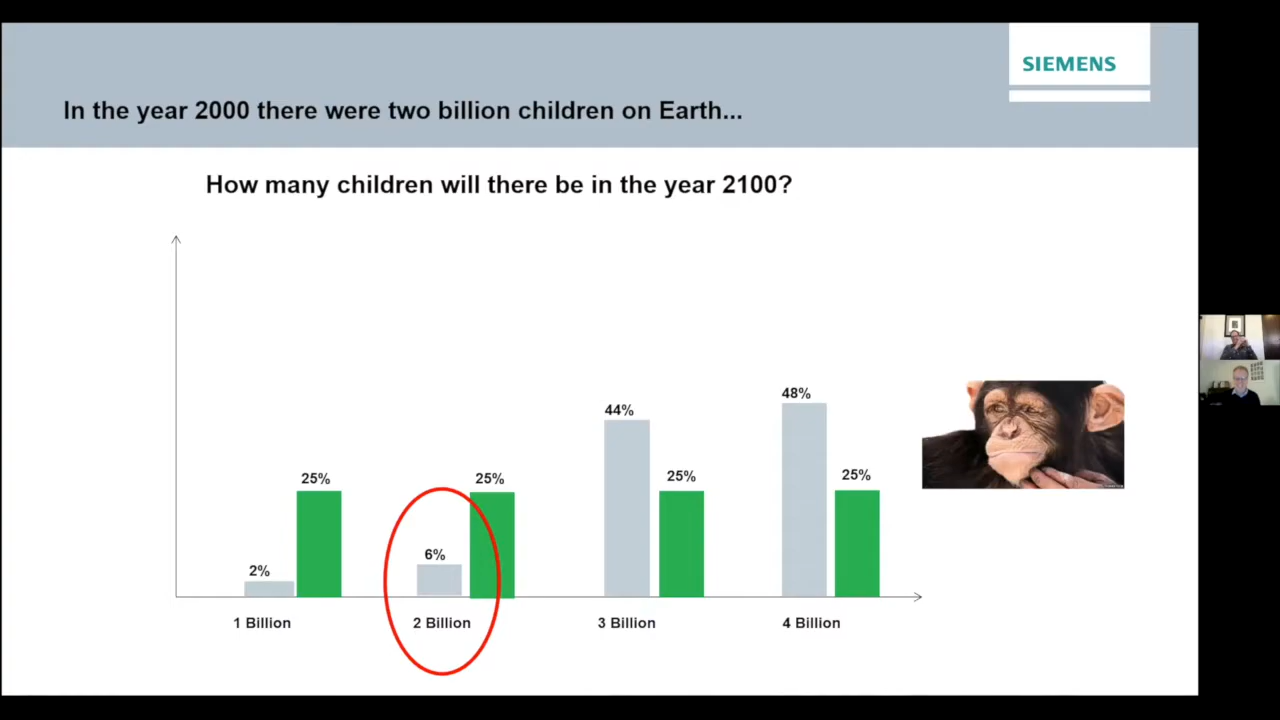 SIEMENS
In the year 2000 there were two billion children on Earth...
How many children will there be in the year 2100?
48%
44%
25%
25%
25%
25%
6%
2%
1 Billion
2 Billion
3 Billion
4 Billion